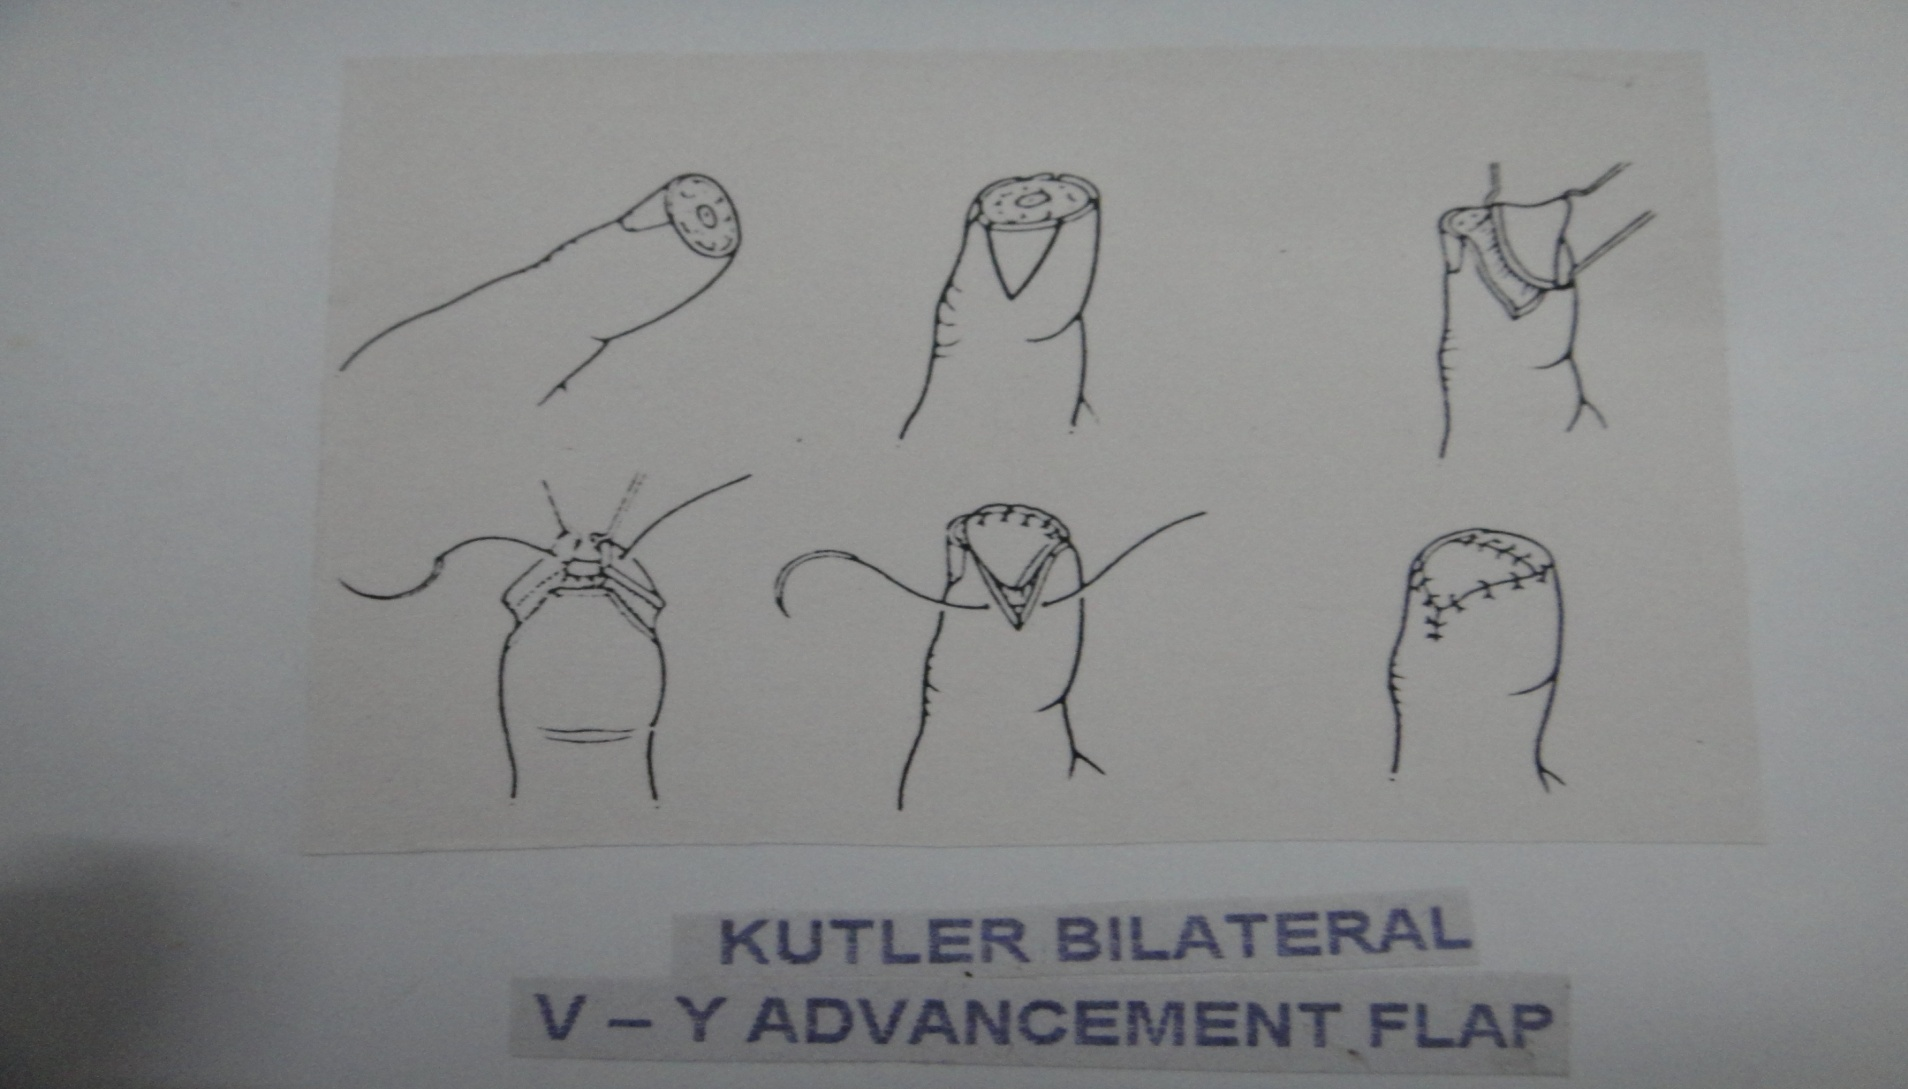 KUTLER BILATERAL
V – Y ADVANCEMENT FLAP